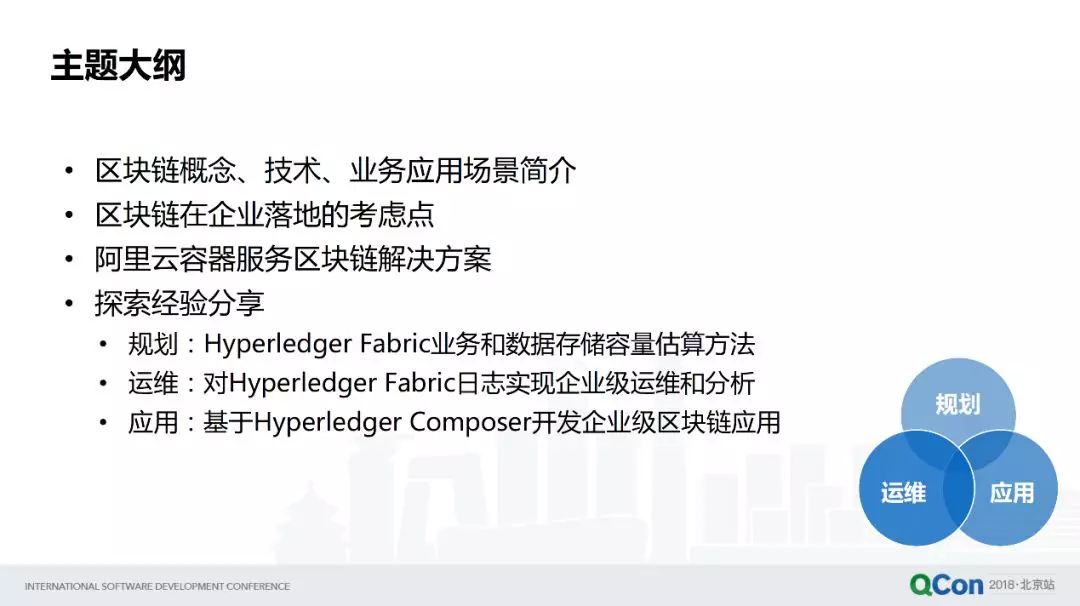 主题大纲
• 区块链概念、技术、业务应用场景简介
• 区块链在企业落地的考虑点
• 阿里云容器服务区块链解决方案
• 探索经验分享
• 规划：Hyperledger Fabric业务和数据存储容量估算方法
• 运维：对Hyperledger Fabric日志实现企业级运维和分析
• 应用：基于Hyperledger Composer开发企业级区块链应用
规划
运维
应用
INTERNATIONAL SOFTWARE DEVELOPMENT CONFERENCE
QCon 2018·北京站